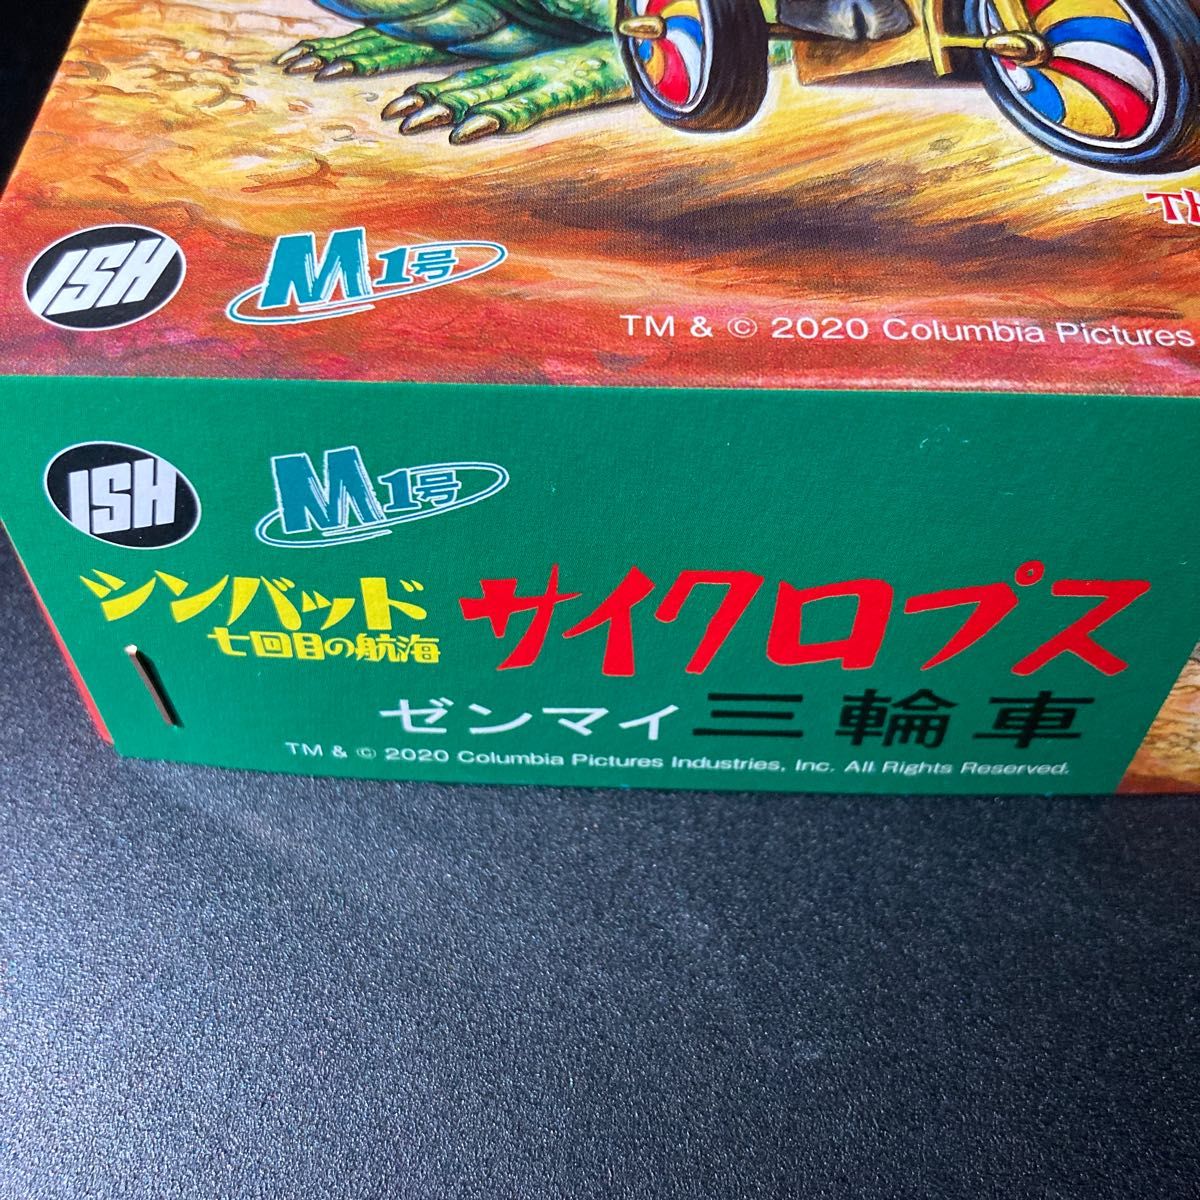 Th
ISH
M1号
TM & © 2020 Columbia Pictures
ISH
M1号
シンバッド
七回目の航海
サイクロプス
ゼンマイ三輪車
TM & © 2020 Columbia Pictures Industries, Inc. All Rights Reserved.